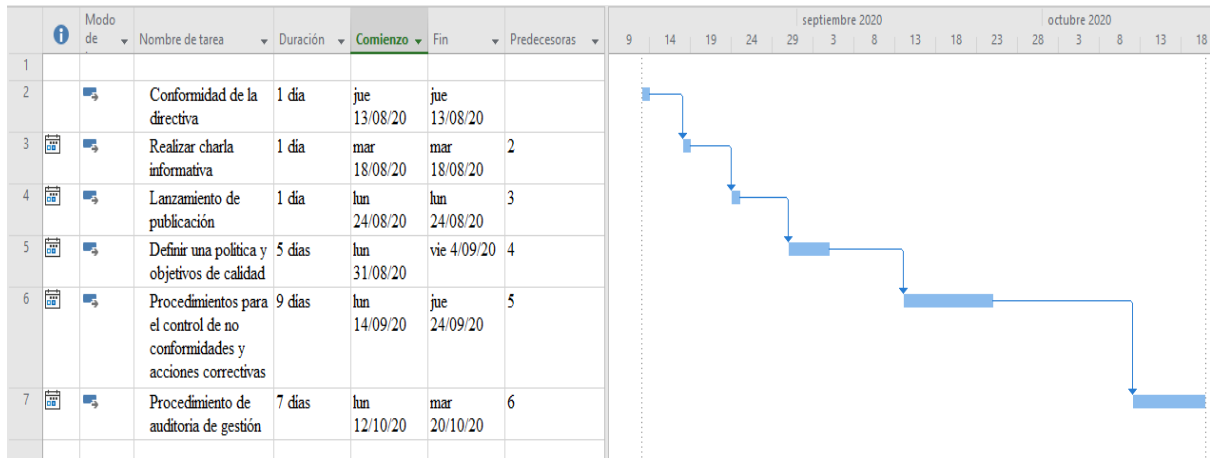 Modo
de
Nombre de tarea Duración Comienzo Fin Predecesoras
septiembre 2020 octubre 2020
9 14 19 24 29 3 8 13 18 23 28 3 8 13 18
1
2 Conformidad de la 1 día jue jue
directiva 13/08/20 13/08/20
3 Realizar charla 1 día mar mar 2
informativa 18/08/20 18/08/20
4 Lanzamiento de 1 día lun lun 3
publicación 24/08/20 24/08/20
5 Definir una política y 5 días lun vie 4/09/20 4
objetivos de calidad 31/08/20
6 Procedimientos para 9 días lun jue 5
el control de no 14/09/20 24/09/20
conformidades y
acciones correctivas
7 Procedimiento de 7 días lun mar 6
auditoria de gestión 12/10/20 20/10/20